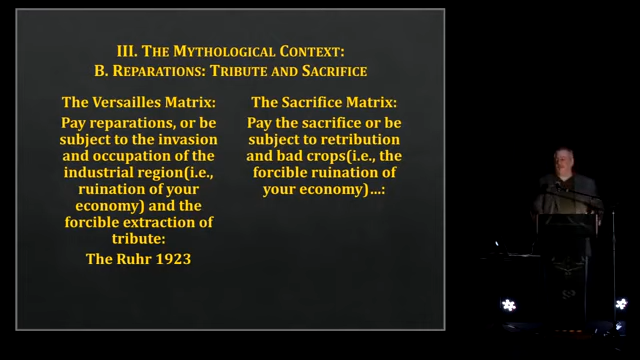 III. The Mythological Context:
B. Reparations: Tribute and Sacrifice
The Versailles Matrix:
Pay reparations, or be
subject to the invasion
and occupation of the
industrial region(i.e.,
ruination of your
economy) and the
forcible extraction of
tribute:
The Ruhr 1923
The Sacrifice Matrix:
Pay the sacrifice or be
subject to retribution
and bad crops(i.e., the
forcible ruination of
your economy)...: